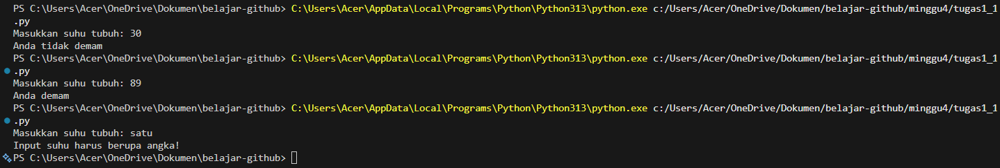 PS C:\Users\Acer\OneDrive\Dokumen\belajar-github> C:\Users\Acer\AppData\Local\Programs\Python\Python313\python.exe c:/Users/Acer/OneDrive/Dokumen/belajar-github/minggu4/tugas1_1
.py
Masukkan suhu tubuh: 30
Anda tidak demam
PS C:\Users\Acer\OneDrive\Dokumen\belajar-github> C:\Users\Acer\AppData\Local\Programs\Python\Python313\python.exe c:/Users/Acer/OneDrive/Dokumen/belajar-github/minggu4/tugas1_1
.py
Masukkan suhu tubuh: 89
Anda demam
PS C:\Users\Acer\OneDrive\Dokumen\belajar-github> C:\Users\Acer\AppData\Local\Programs\Python\Python313\python.exe c:/Users/Acer/OneDrive/Dokumen/belajar-github/minggu4/tugas1_1
.py
Masukkan suhu tubuh: satu
Input suhu harus berupa angka!
PS C:\Users\Acer\OneDrive\Dokumen\belajar-github>